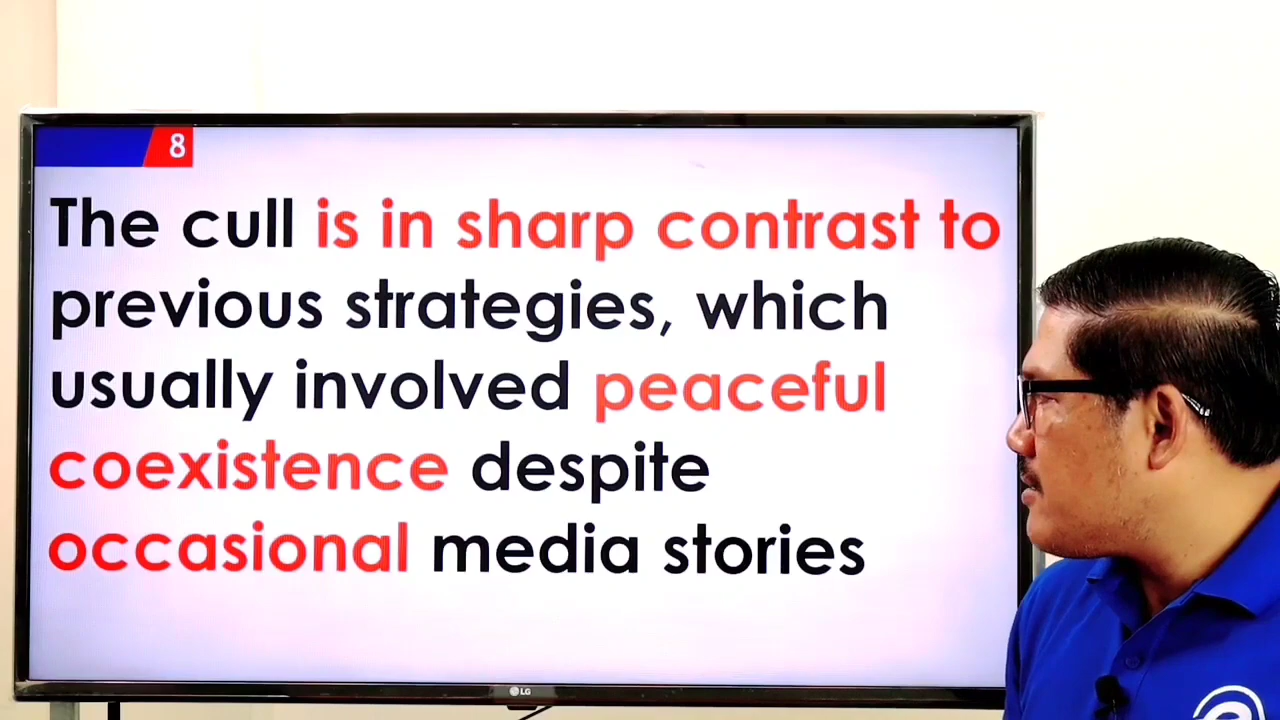 8
The cull is in sharp contrast to
previous strategies, which
usually involved peaceful
coexistence despite
occasional media stories
LG